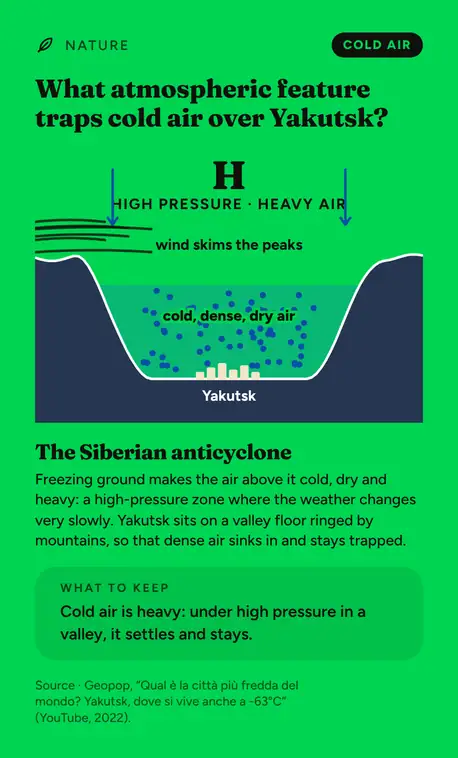 NATURE
COLD AIR
What atmospheric feature
traps cold air over Yakutsk?
H
HIGH PRESSURE · HEAVY AIR
wind skims the peaks
cold, dense, dry air
Yakutsk
The Siberian anticyclone
Freezing ground makes the air above it cold, dry and
heavy: a high-pressure zone where the weather changes
very slowly. Yakutsk sits on a valley floor ringed by
mountains, so that dense air sinks in and stays trapped.
WHAT TO KEEP
Cold air is heavy: under high pressure in a
valley, it settles and stays.
Source · Geopop, “Qual è la città più fredda del
mondo? Yakutsk, dove si vive anche a -63°C”
(YouTube, 2022).